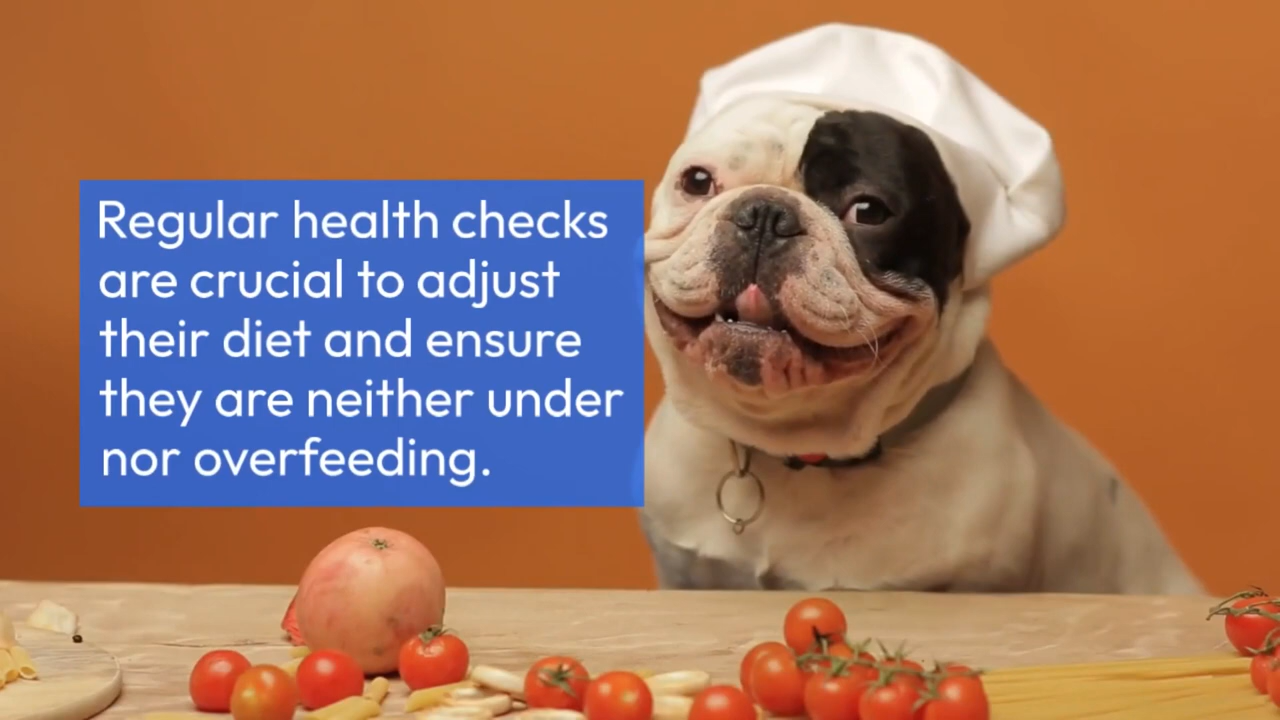 Regular health checks
are crucial to adjust
their diet and ensure
they are neither under
nor overfeeding.